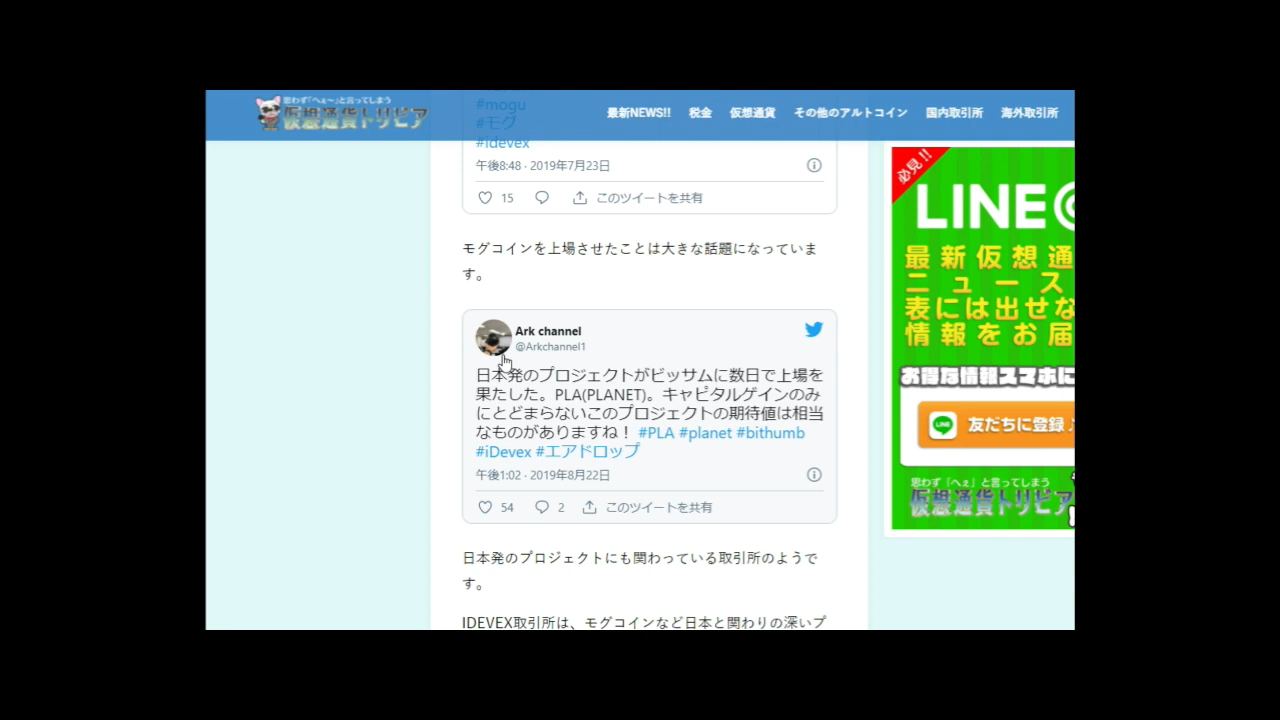 思わず「へぇ〜」と言ってしまう
仮想通貨トリビア
最新NEWS!! 税金 仮想通貨 その他のアルトコイン 国内取引所 海外取引所
#mogu
#モグ
#idevex
午後8:48 · 2019年7月23日
15 このツイートを共有
モグコインを上場させたことは大きな話題になっていま
す。
Ark channel
@Arkchannel1
日本発のプロジェクトがビッサムに数日で上場を
果たした。PLA(PLANET)。キャピタルゲインのみ
にとどまらないこのプロジェクトの期待値は相当
なものがありますね！ #PLA #planet #bithumb
#iDevex #エアドロップ
午後1:02 · 2019年8月22日
54 2 このツイートを共有
日本発のプロジェクトにも関わっている取引所のようで
す。
IDEVEX取引所は、モグコインなど日本と関わりの深いプ
必見!!
LINE@
最新仮想通
ニュース
表には出せな
情報をお届
お得な情報スマホに
LINE
友だちに登録♪
思わず「へぇ」と言ってしまう
仮想通貨トリビア